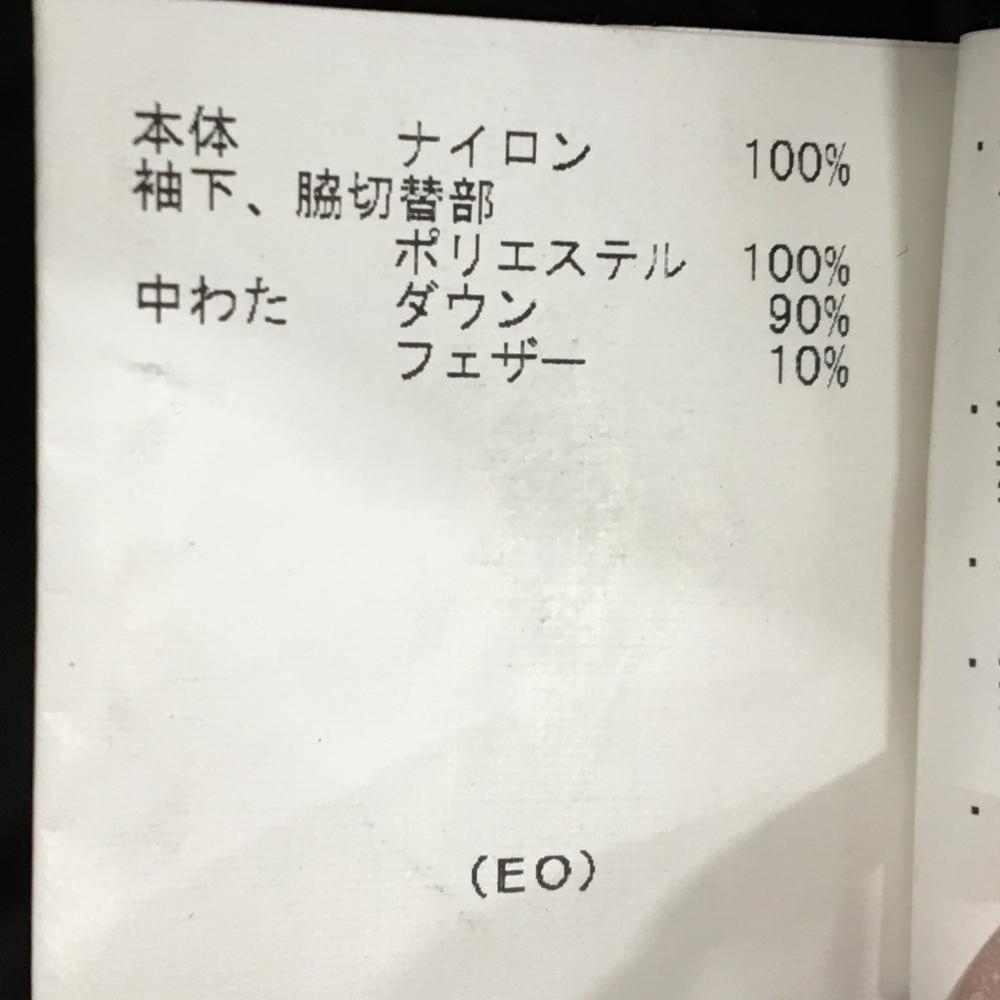 本体 ナイロン 100%
袖下、脇切替部
ポリエステル 100%
中わた ダウン 90%
フェザー 10%
(EO)